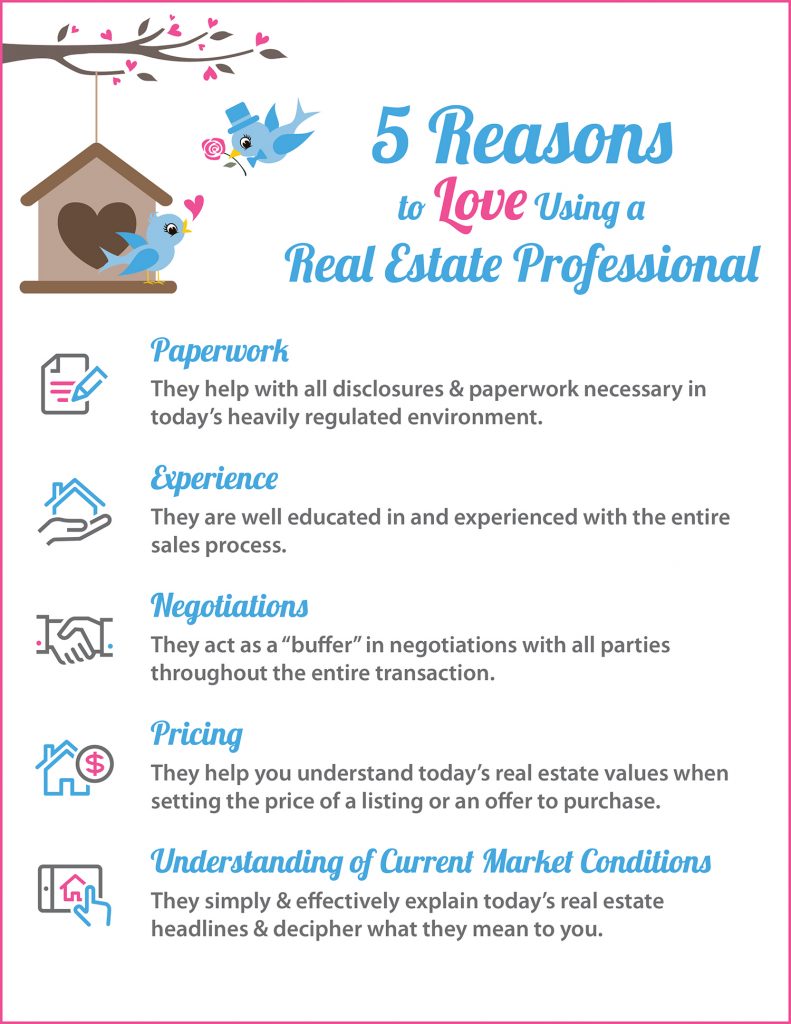 5 Reasons
to Love Using a
Real Estate Professional
Paperwork
They help with all disclosures & paperwork necessary in
today's heavily regulated environment.
Experience
They are well educated in and experienced with the entire
sales process.
Negotiations
They act as a “buffer” in negotiations with all parties
throughout the entire transaction.
Pricing
$
They help you understand today's real estate values when
setting the price of a listing or an offer to purchase.
Understanding of Current Market Conditions
They simply & effectively explain today's real estate
headlines & decipher what they mean to you.